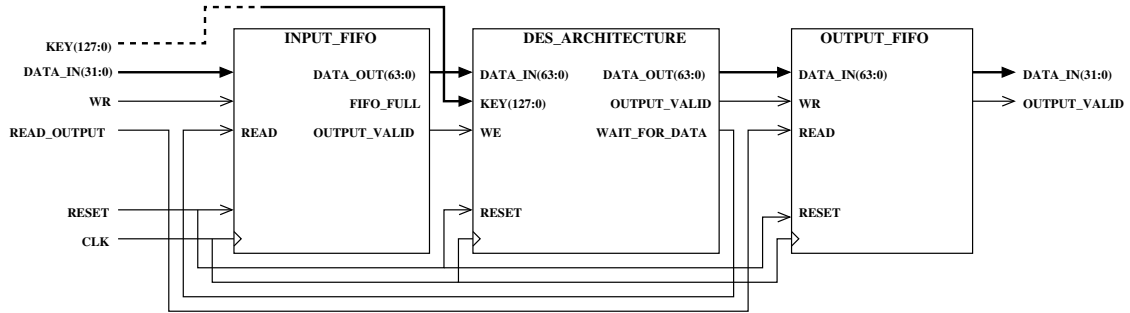 INPUT_FIFO DES_ARCHITECTURE OUTPUT_FIFO
KEY(127:0)
DATA_IN(31:0) DATA_OUT(63:0) DATA_IN(63:0) DATA_OUT(63:0) DATA_IN(63:0) DATA_IN(31:0)
WR FIFO_FULL KEY(127:0) OUTPUT_VALID WR OUTPUT_VALID
READ_OUTPUT READ OUTPUT_VALID WE WAIT_FOR_DATA READ
RESET RESET RESET
CLK